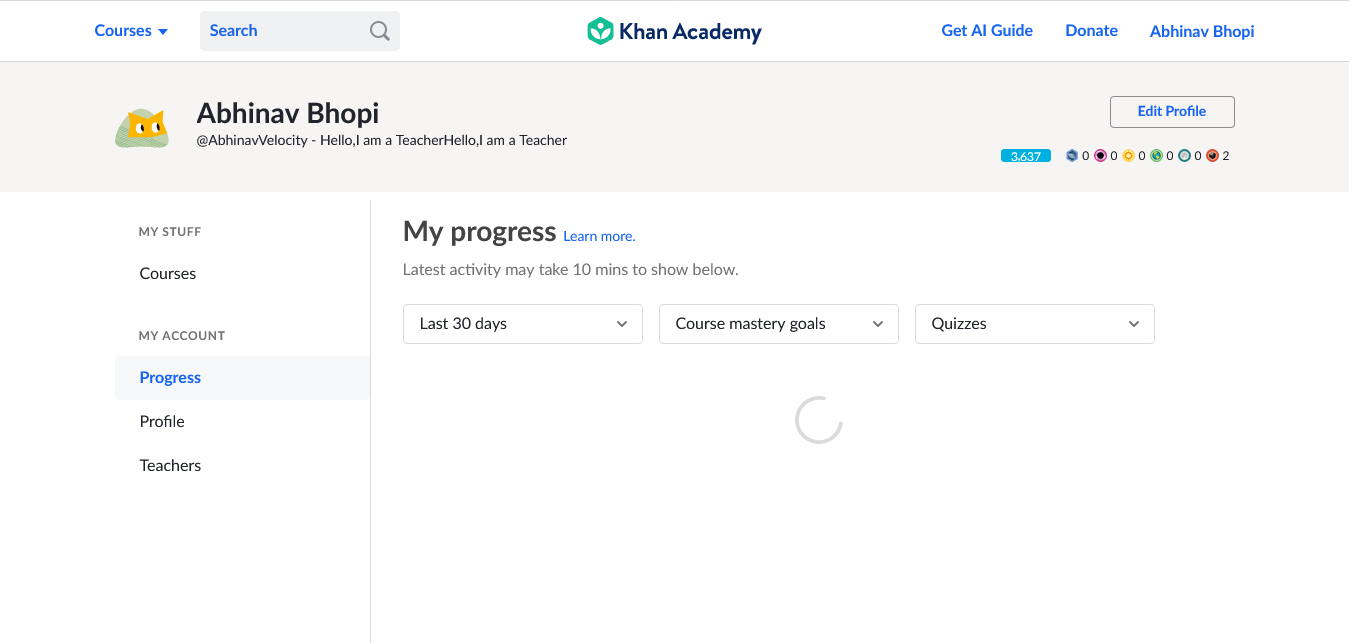 Courses
Search
Khan Academy
Get AI Guide
Donate
Abhinav Bhopi
Abhinav Bhopi
@AbhinavVelocity - Hello,I am a TeacherHello,I am a Teacher
Edit Profile
3,637 0 0 0 0 0 2
MY STUFF
Courses
MY ACCOUNT
Progress
Profile
Teachers
My progress Learn more.
Latest activity may take 10 mins to show below.
Last 30 days
Course mastery goals
Quizzes